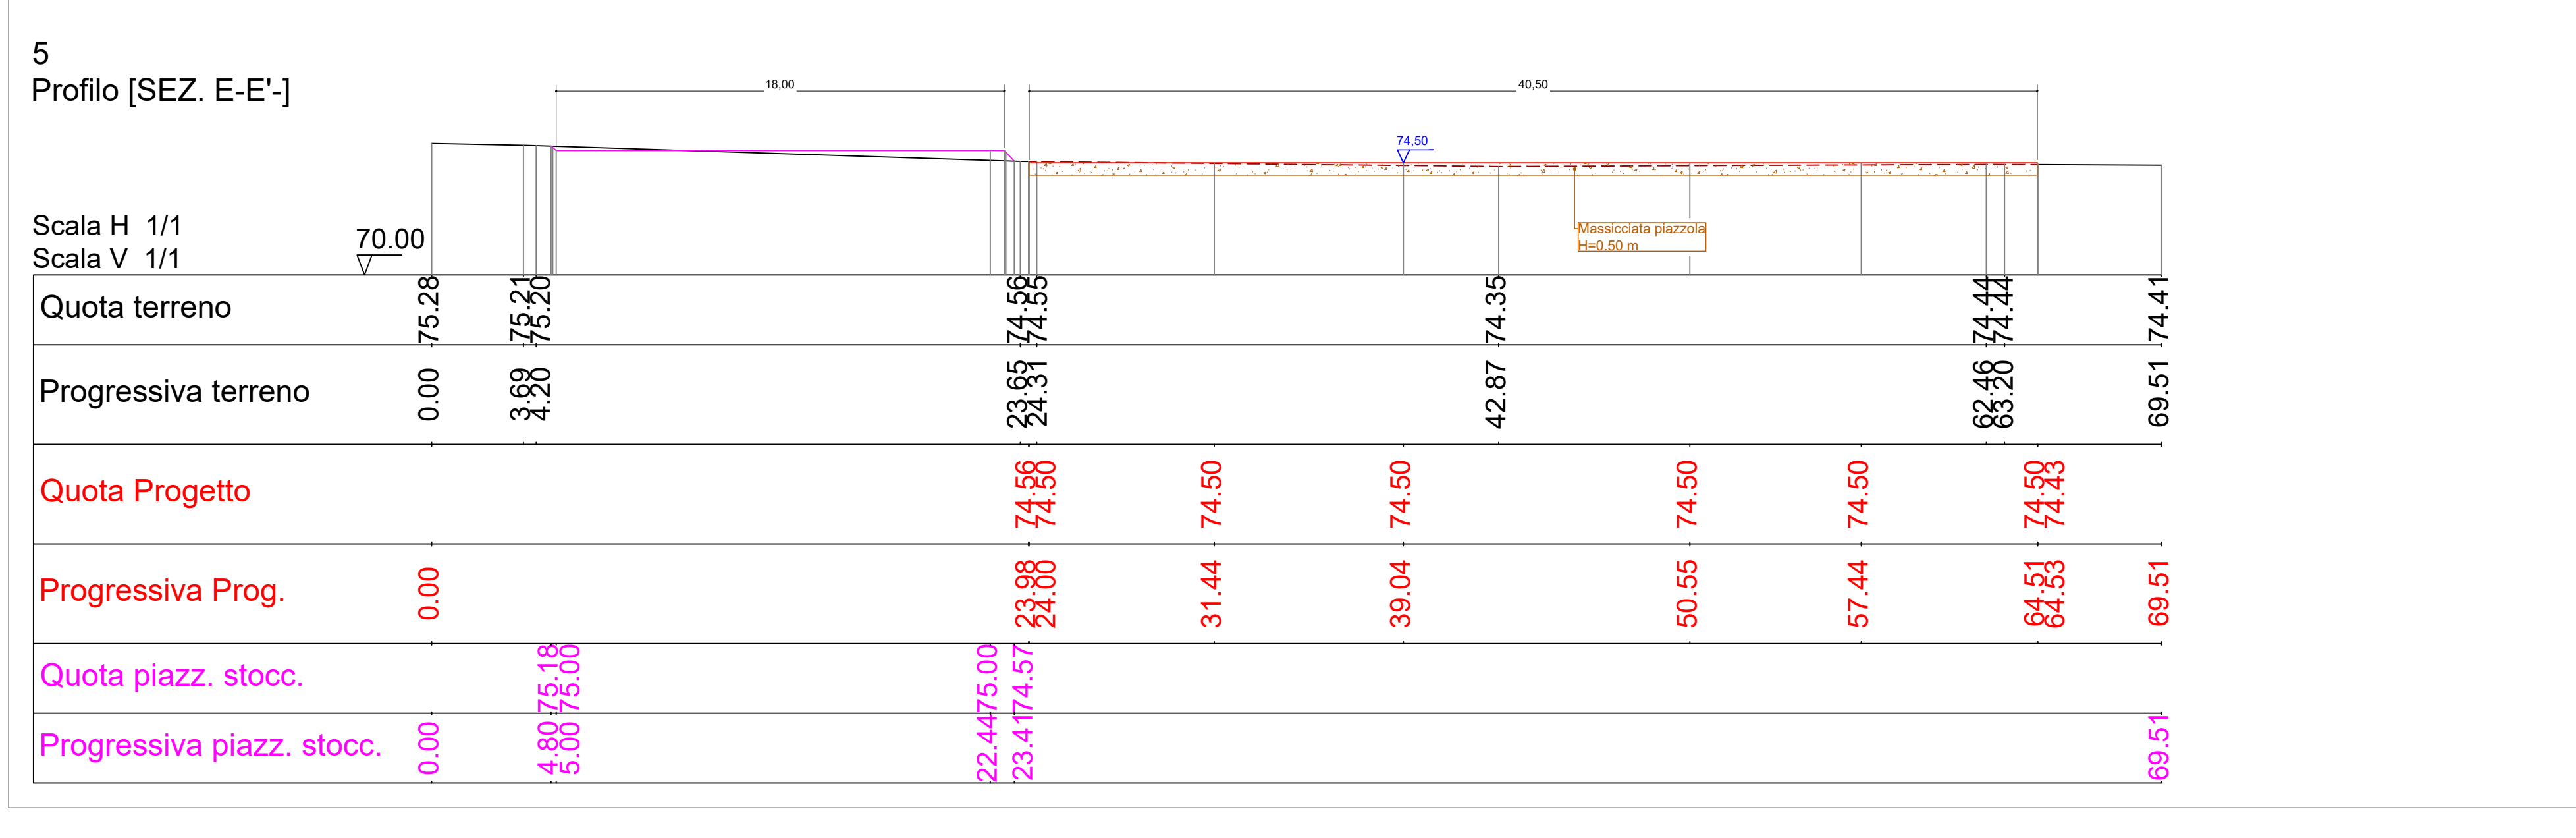 5
Profilo [SEZ. E-E'-]
18,00
40,50
74,50
Massicciata piazzola
H=0.50 m
Scala H 1/1
Scala V 1/1
70.00
Quota terreno 75.28 75.21 75.20 74.56 74.55 74.35 74.44 74.44 74.41
Progressiva terreno 0.00 3.69 4.20 23.65 24.31 42.87 62.46 63.20 69.51
Quota Progetto 74.56 74.50 74.50 74.50 74.50 74.50 74.50 74.43
Progressiva Prog. 0.00 23.98 24.00 31.44 39.04 50.55 57.44 64.51 64.53 69.51
Quota piazz. stocc. 75.18 75.00 75.00 74.57
Progressiva piazz. stocc. 0.00 4.80 5.00 22.44 23.41 69.51